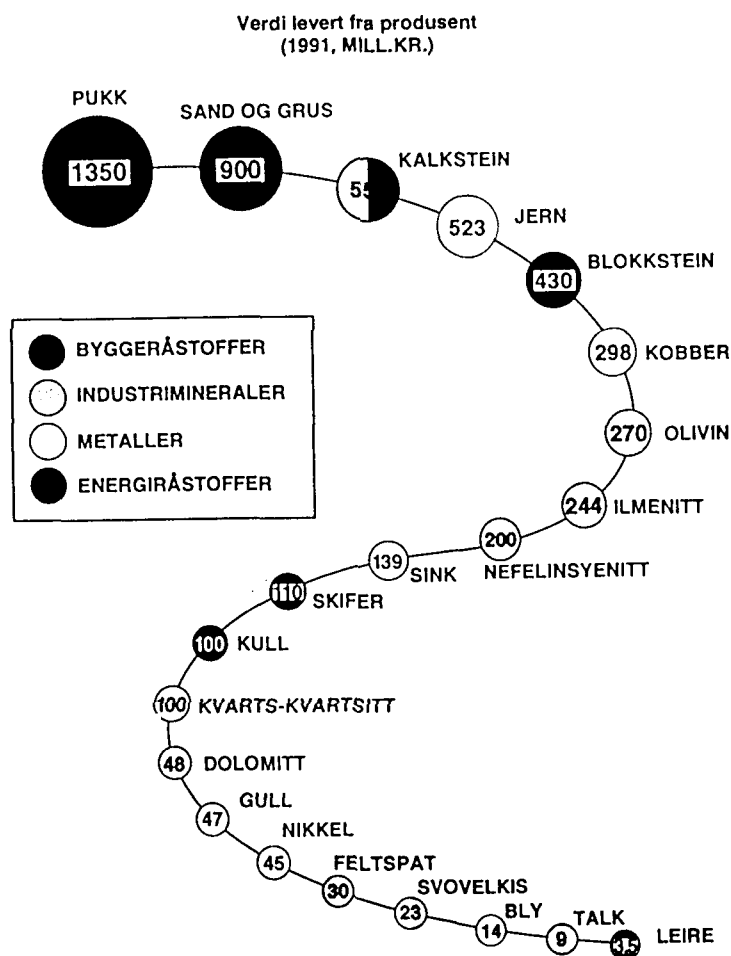 Verdi levert fra produsent
(1991, MILL.KR.)
PUKK
1350
SAND OG GRUS
900
KALKSTEIN
JERN
523
BLOKKSTEIN
430
KOBBER
298
OLIVIN
270
ILMENITT
244
NEFELINSYENITT
200
SINK
139
SKIFER
110
KULL
100
KVARTS-KVARTSITT
100
DOLOMITT
48
GULL
47
NIKKEL
45
FELTSPAT
30
SVOVELKIS
23
BLY
14
TALK
9
LEIRE
3,5
BYGGERÅSTOFFER
INDUSTRIMINERALER
METALLER
ENERGIRÅSTOFFER